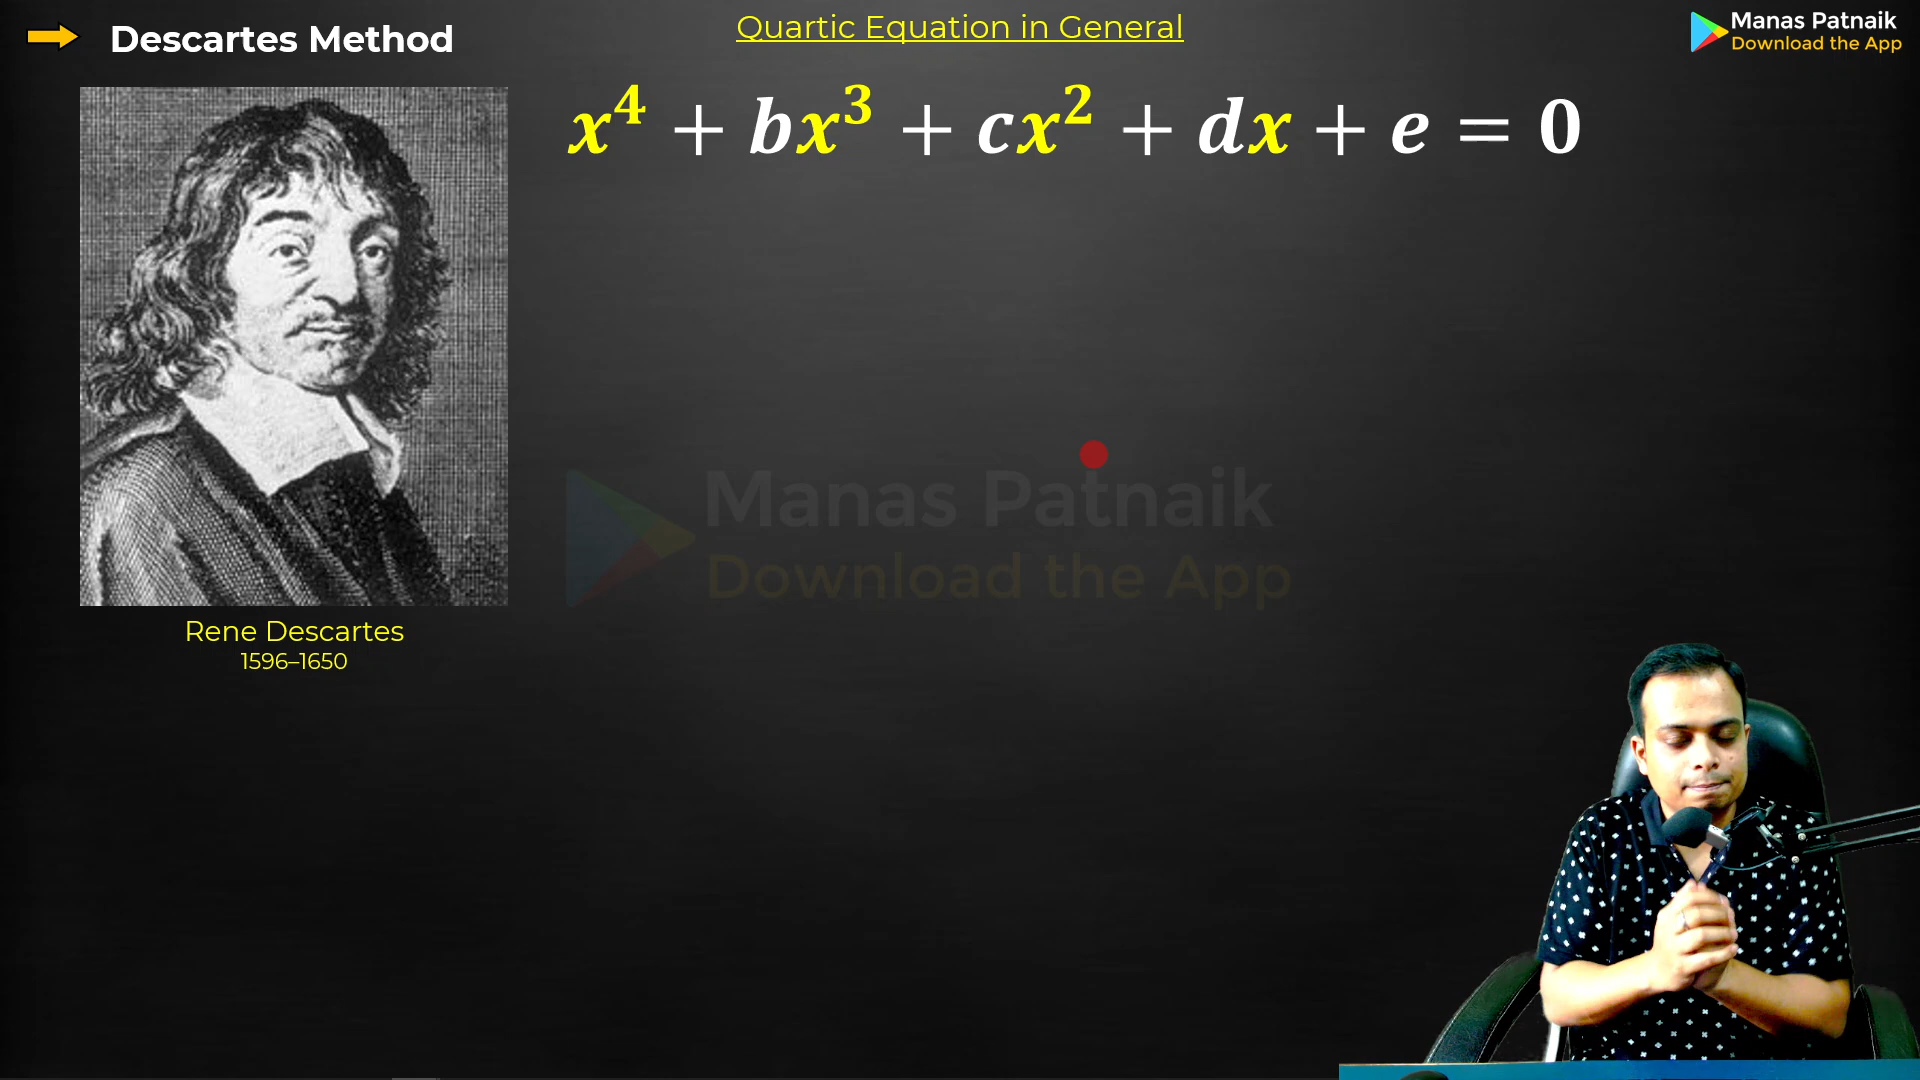 Descartes Method
Quartic Equation in General
Manas Patnaik
Download the App
x⁴ + bx³ + cx² + dx + e = 0
Manas Patnaik
Download the App
Rene Descartes
1596–1650